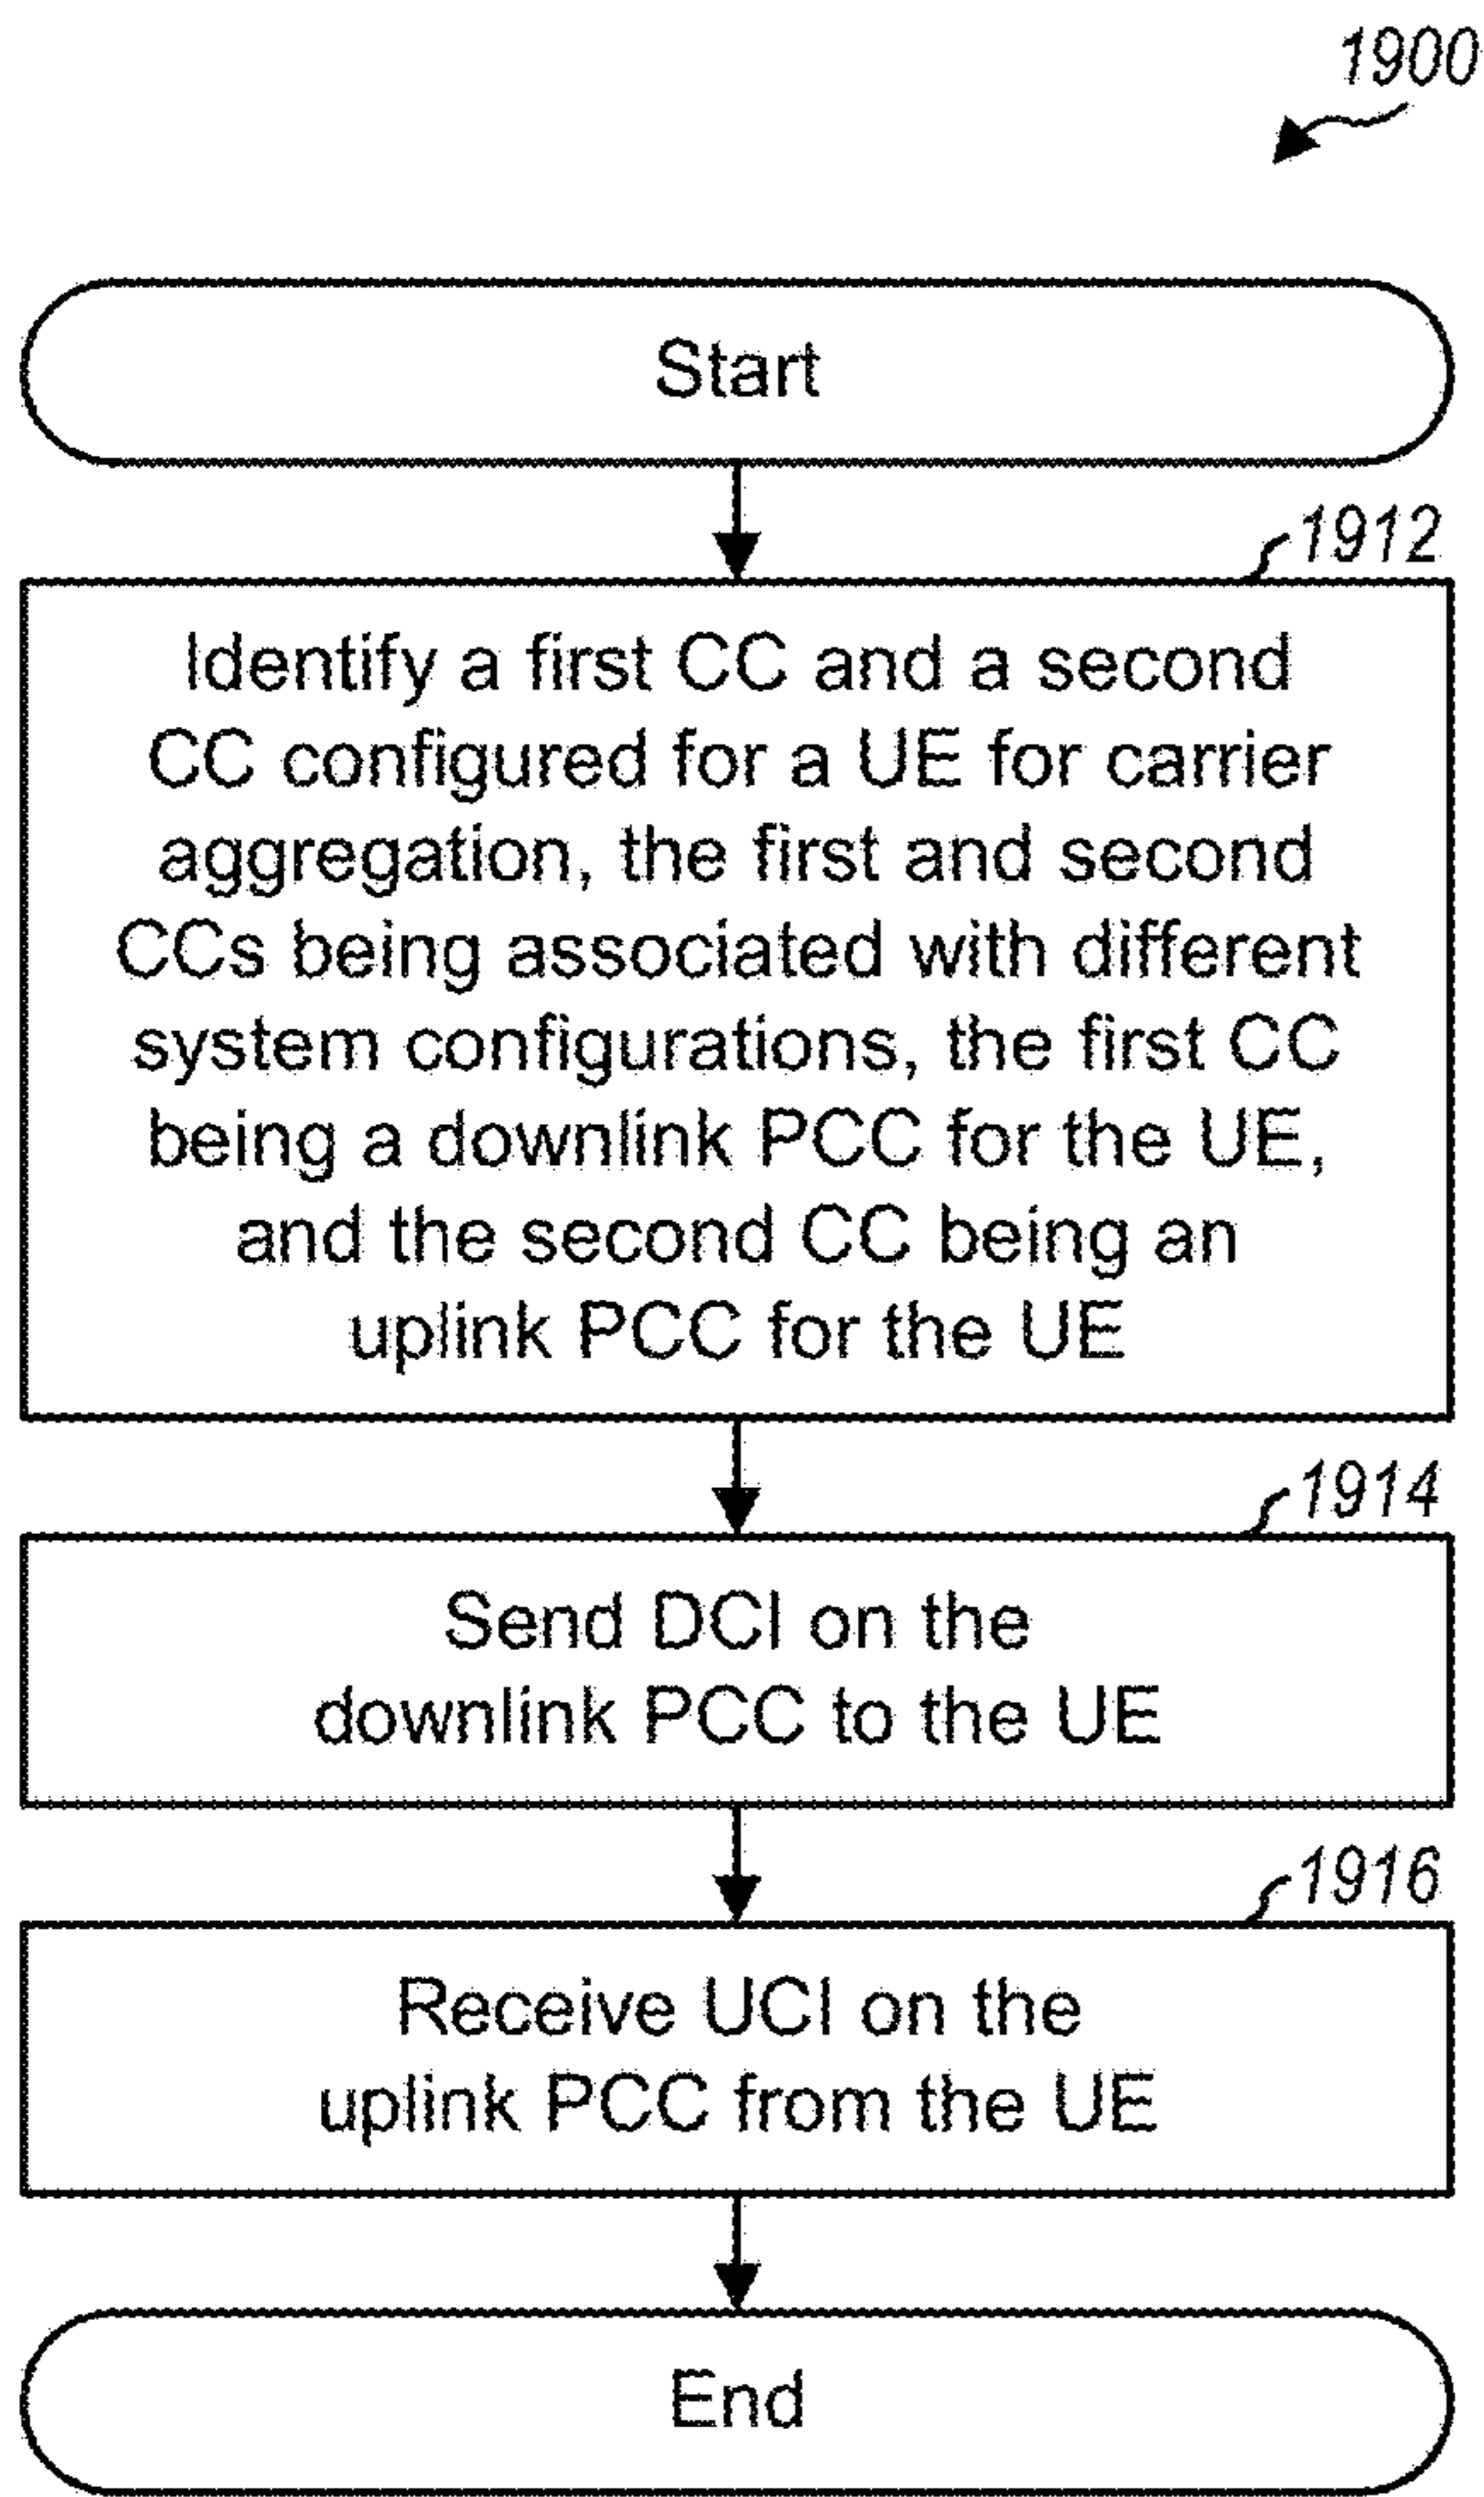 1900
Start
1912
Identify a first CC and a second
CC configured for a UE for carrier
aggregation, the first and second
CCs being associated with different
system configurations, the first CC
being a downlink PCC for the UE,
and the second CC being an
uplink PCC for the UE
1914
Send DCI on the
downlink PCC to the UE
1916
Receive UCI on the
uplink PCC from the UE
End